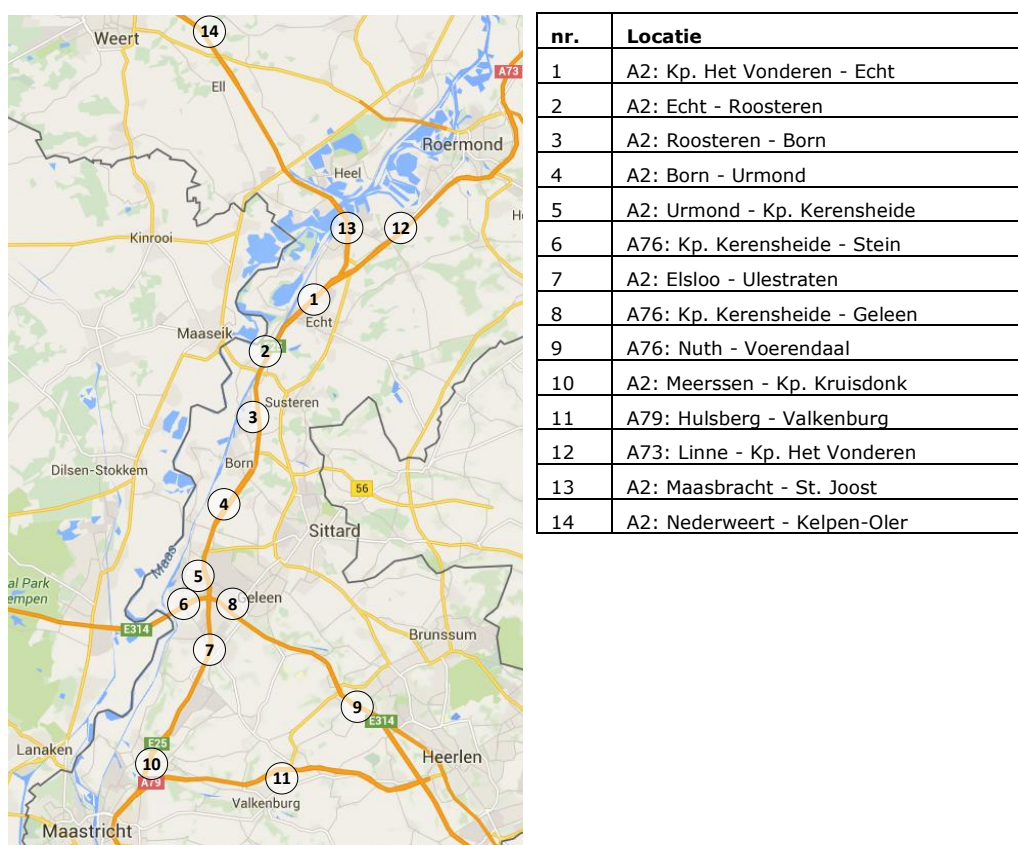 14
Weert
Ell
A73
Roermond
Heel
13
12
H
Kinrooi
1
Echt
Maaseik
2
Susteren
3
Born
Dilsen-Stokkem
56
4
Sittard
Maas
5
al Park
empen
6
8
eleen
E314
Brunssum
7
9
E314
Lanaken
E25
Heerlen
10
A79
11
Valkenburg
Maastricht
nr. Locatie
1 A2: Kp. Het Vonderen - Echt
2 A2: Echt - Roosteren
3 A2: Roosteren - Born
4 A2: Born - Urmond
5 A2: Urmond - Kp. Kerensheide
6 A76: Kp. Kerensheide - Stein
7 A2: Elsloo - Ulestraten
8 A76: Kp. Kerensheide - Geleen
9 A76: Nuth - Voerendaal
10 A2: Meerssen - Kp. Kruisdonk
11 A79: Hulsberg - Valkenburg
12 A73: Linne - Kp. Het Vonderen
13 A2: Maasbracht - St. Joost
14 A2: Nederweert - Kelpen-Oler